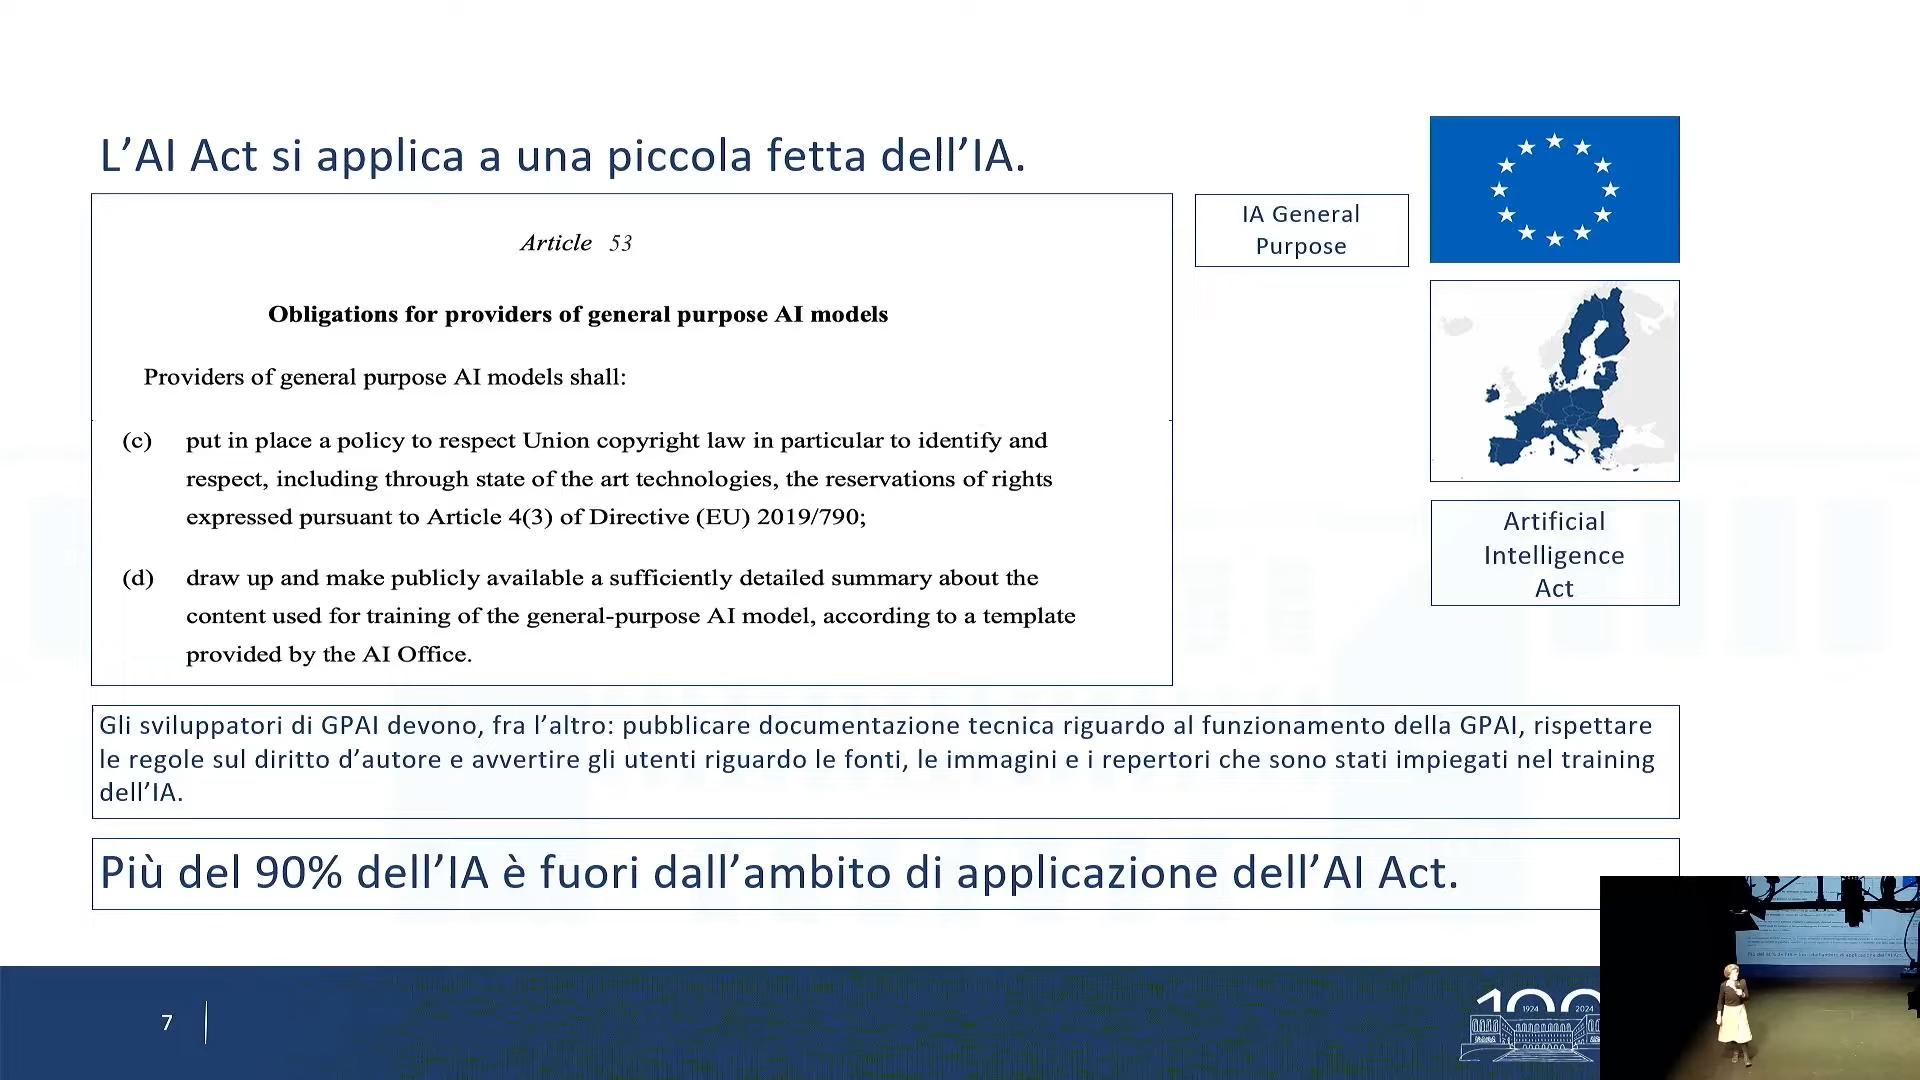 L’AI Act si applica a una piccola fetta dell’IA.
Article 53
Obligations for providers of general purpose AI models
Providers of general purpose AI models shall:
(c) put in place a policy to respect Union copyright law in particular to identify and
respect, including through state of the art technologies, the reservations of rights
expressed pursuant to Article 4(3) of Directive (EU) 2019/790;
(d) draw up and make publicly available a sufficiently detailed summary about the
content used for training of the general-purpose AI model, according to a template
provided by the AI Office.
IA General
Purpose
Artificial
Intelligence
Act
Gli sviluppatori di GPAI devono, fra l’altro: pubblicare documentazione tecnica riguardo al funzionamento della GPAI, rispettare
le regole sul diritto d’autore e avvertire gli utenti riguardo le fonti, le immagini e i repertori che sono stati impiegati nel training
dell’IA.
Più del 90% dell’IA è fuori dall’ambito di applicazione dell’AI Act.
7
100
1924 2024